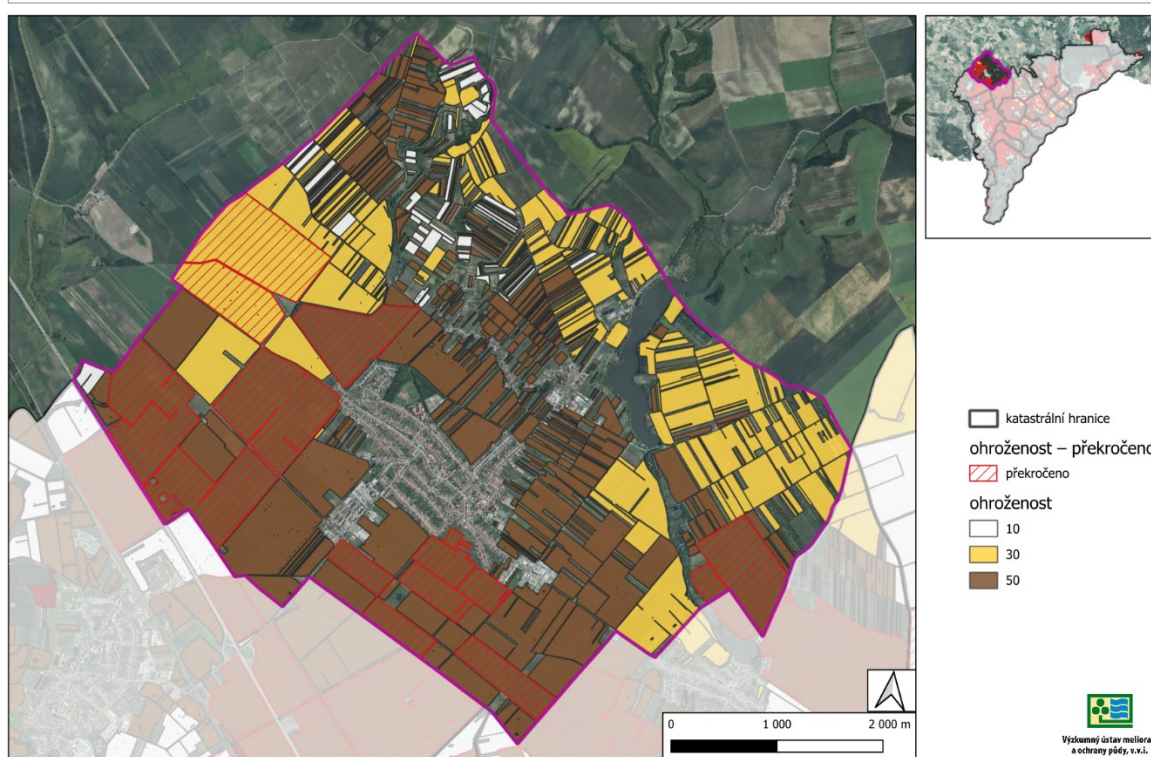 katastrální hranice
ohroženost – překročeno
překročeno
ohroženost
10
30
50
0 1 000 2 000 m
Výzkumný ústav meliora
a ochrany půdy, v.v.i.